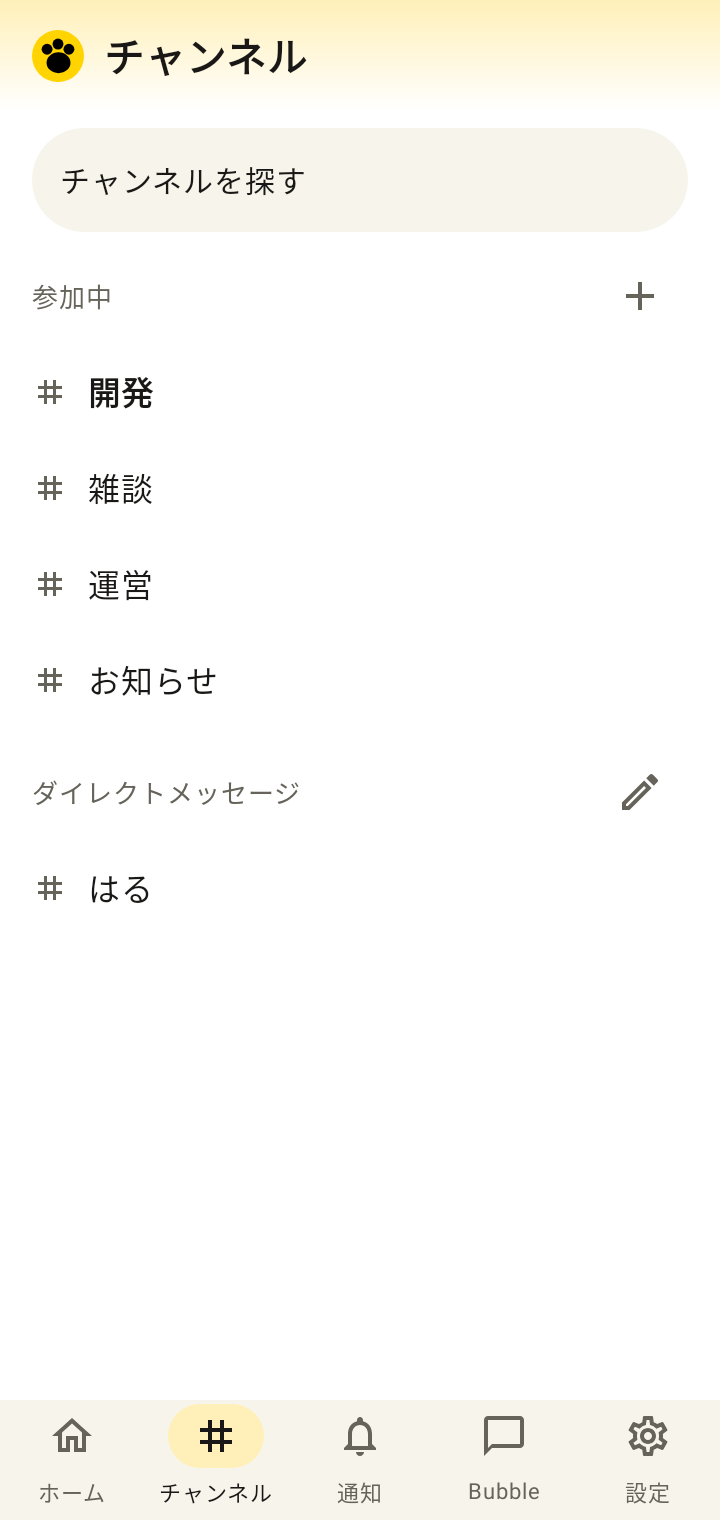 チャンネル
チャンネルを探す
参加中
開発
雑談
運営
お知らせ
ダイレクトメッセージ
はる
ホーム
チャンネル
通知
Bubble
設定